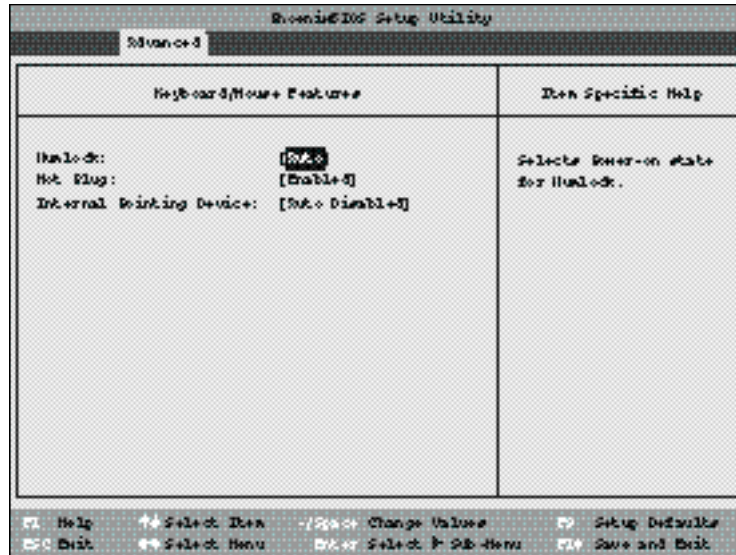 PhoenixBIOS Setup Utility
Advanced
Keyboard/Mouse Features
Item Specific Help
Numlock: [Auto]
Hot Plug: [Enabled]
Internal Pointing Device: [Auto Disabled]
Selects Power-on state
for Numlock.
F1 Help ↑↓ Select Item -/Space Change Values F9 Setup Defaults
ESC Exit ←→ Select Menu Enter Select ▶ Sub-Menu F10 Save and Exit